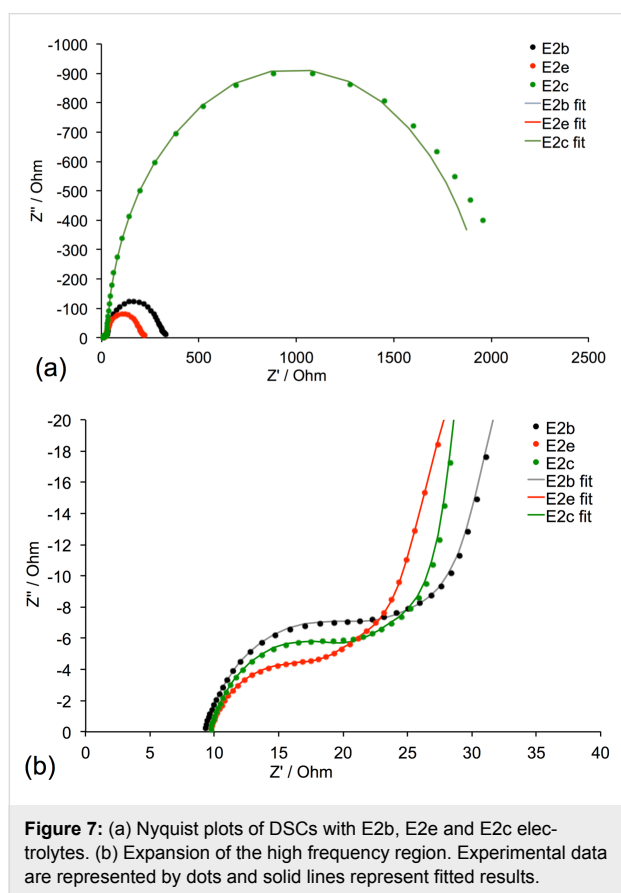 -1000
-900
-800
-700
-600
-500
-400
-300
-200
-100
0
Z'' / Ohm
E2b
E2e
E2c
E2b fit
E2e fit
E2c fit
0 500 1000 1500 2000 2500
Z' / Ohm
(a)
-20
-18
-16
-14
-12
-10
-8
-6
-4
-2
0
Z'' / Ohm
E2b
E2e
E2c
E2b fit
E2e fit
E2c fit
0 5 10 15 20 25 30 35 40
Z' / Ohm
(b)
Figure 7: (a) Nyquist plots of DSCs with E2b, E2e and E2c elec-
trolytes. (b) Expansion of the high frequency region. Experimental data
are represented by dots and solid lines represent fitted results.